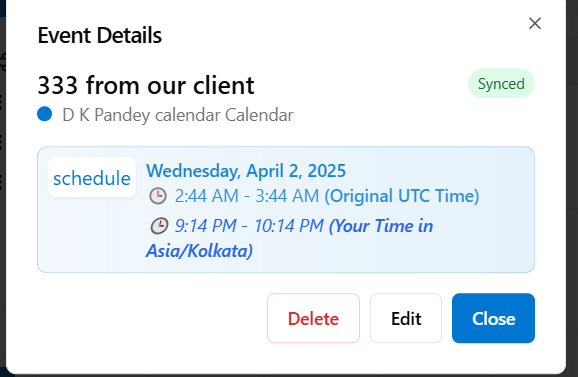 Event Details
333 from our client
Synced
D K Pandey calendar Calendar
schedule
Wednesday, April 2, 2025
2:44 AM - 3:44 AM (Original UTC Time)
9:14 PM - 10:14 PM (Your Time in
Asia/Kolkata)
Delete
Edit
Close